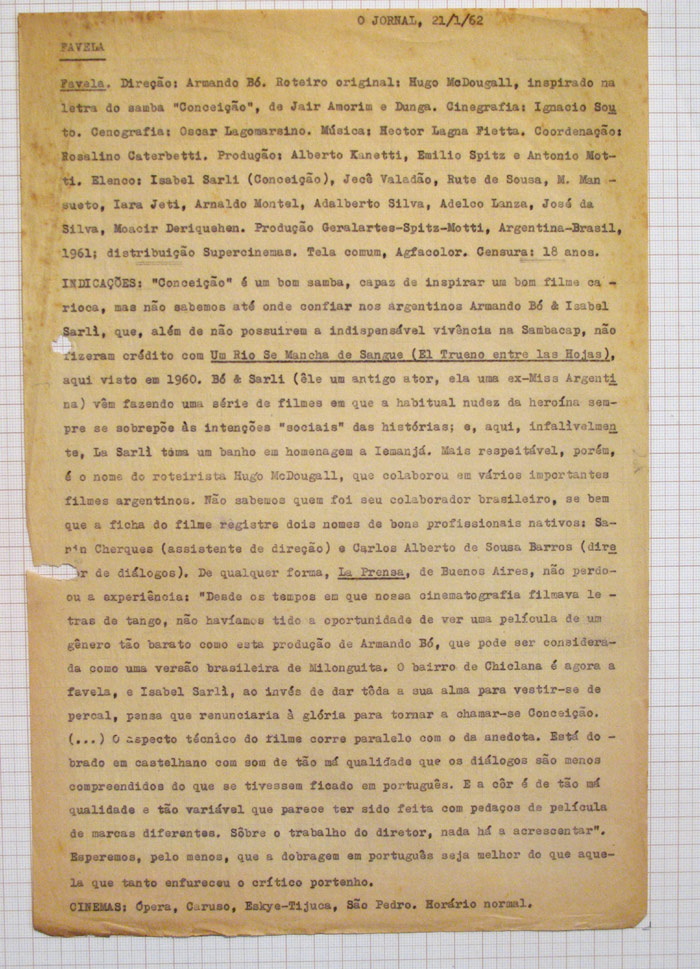 O JORNAL, 21/1/62
FAVELA
Favela. Direção: Armando Bó. Roteiro original: Hugo McDougall, inspirado na
letra do samba "Conceição", de Jair Amorim e Dunga. Cinegrafia: Ignacio Sou
to. Cenografia: Oscar Lagomarsino. Música: Hector Lagna Fietta. Coordenação:
Rosalino Caterbetti. Produção: Alberto Kanetti, Emilio Spitz e Antonio Mot-
ti. Elenco: Isabel Sarli (Conceição), Jecê Valadão, Rute de Sousa, M. Man -
sueto, Iara Jeti, Arnaldo Montel, Adalberto Silva, Adelco Lanza, José da
Silva, Moacir Deriquehen. Produção Geralartes-Spitz-Motti, Argentina-Brasil,
1961; distribuição Supercinemas. Tela comum, Agfacolor. Censura: 18 anos.
INDICAÇÕES: "Conceição" é um bom samba, capaz de inspirar um bom filme ca -
rioca, mas não sabemos até onde confiar nos argentinos Armando Bó & Isabel
Sarli, que, além de não possuirem a indispensável vivência na Sambacap, não
fizeram crédito com Um Rio Se Mancha de Sangue (El Trueno entre las Hojas),
aqui visto em 1960. Bó & Sarli (êle um antigo ator, ela uma ex-Miss Argenti
na) vêm fazendo uma série de filmes em que a habitual nudez da heroína sem-
pre se sobrepõe às intenções "sociais" das histórias; e, aqui, infalivelmen
te, La Sarli toma um banho em homenagem a Iemanjá. Mais respeitável, porém,
é o nome do roteirista Hugo McDougall, que colaborou em vários importantes
filmes argentinos. Não sabemos quem foi seu colaborador brasileiro, se bem
que a ficha do filme registre dois nomes de bons profissionais nativos: Sa-
r'n Cherques (assistente de direção) e Carlos Alberto de Sousa Barros (dire
or de diálogos). De qualquer forma, La Prensa, de Buenos Aires, não perdo-
ou a experiência: "Desde os tempos em que nossa cinematografia filmava le -
tras de tango, não havíamos tido a oportunidade de ver uma película de um
gênero tão barato como esta produção de Armando Bó, que pode ser considera-
da como uma versão brasileira de Milonguita. O bairro de Chiclana é agora a
favela, e Isabel Sarli, ao invés de dar tôda a sua alma para vestir-se de
percal, pensa que renunciaria à glória para tornar a chamar-se Conceição.
(...) O aspecto técnico do filme corre paralelo com o da anedota. Está do -
brado em castelhano com som de tão má qualidade que os diálogos são menos
compreendidos do que se tivessem ficado em português. E a côr é de tão má
qualidade e tão variável que parece ter sido feita com pedaços de película
de marcas diferentes. Sôbre o trabalho do diretor, nada há a acrescentar".
Esperemos, pelo menos, que a dobragem em português seja melhor do que aque-
la que tanto enfureceu o crítico portenho.
CINEMAS: Ópera, Caruso, Eskye-Tijuca, São Pedro. Horário normal.